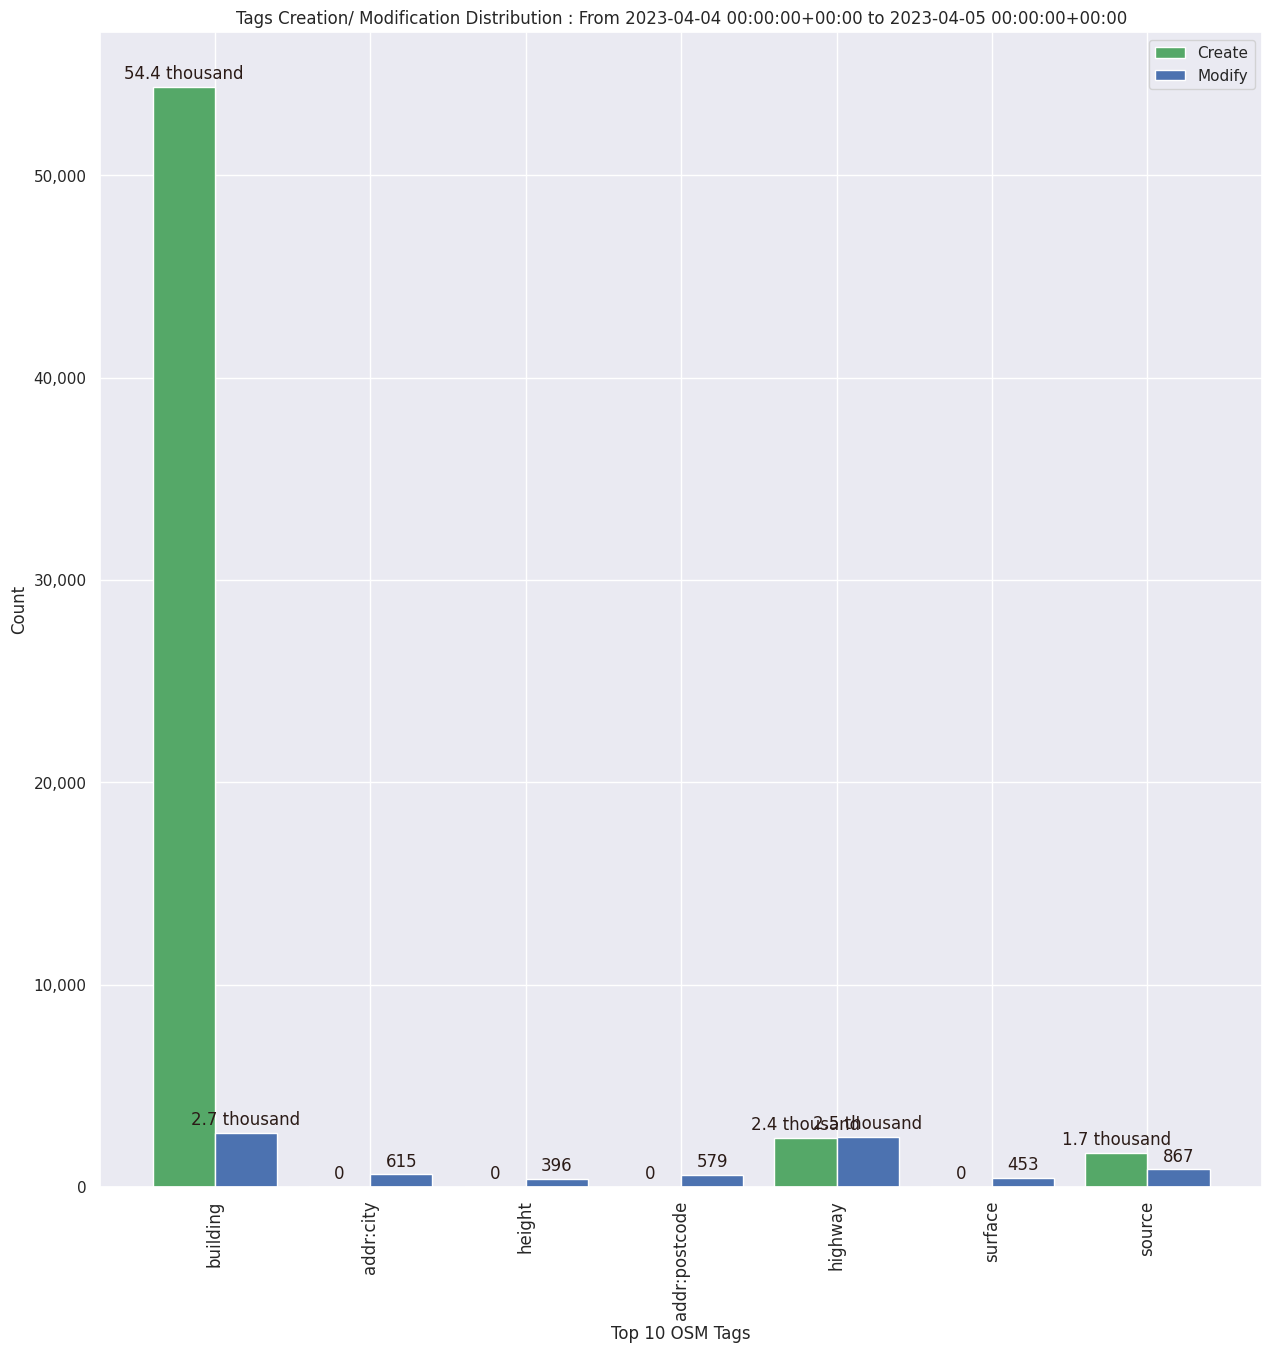 Tags Creation/ Modification Distribution : From 2023-04-04 00:00:00+00:00 to 2023-04-05 00:00:00+00:00
Create
Modify
54.4 thousand
50,000
40,000
30,000
20,000
10,000
0
Count
2.7 thousand
0
615
0
396
0
579
2.4 thousand
2.5 thousand
0
453
1.7 thousand
867
building
addr:city
height
addr:postcode
highway
surface
source
Top 10 OSM Tags